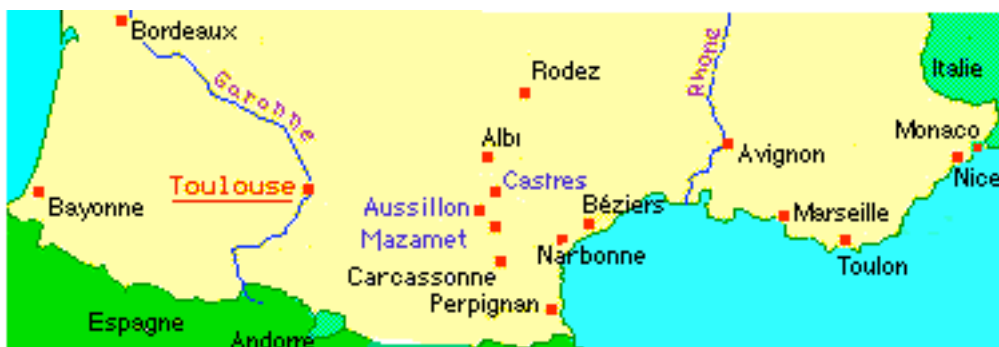 Bordeaux
Garonne
Rodez
Rhone
Italie
Albi
Avignon
Monaco
Toulouse
Castres
Nice
Bayonne
Aussillon
Béziers
Marseille
Mazamet
Narbonne
Toulon
Carcassonne
Perpignan
Espagne
Andorre